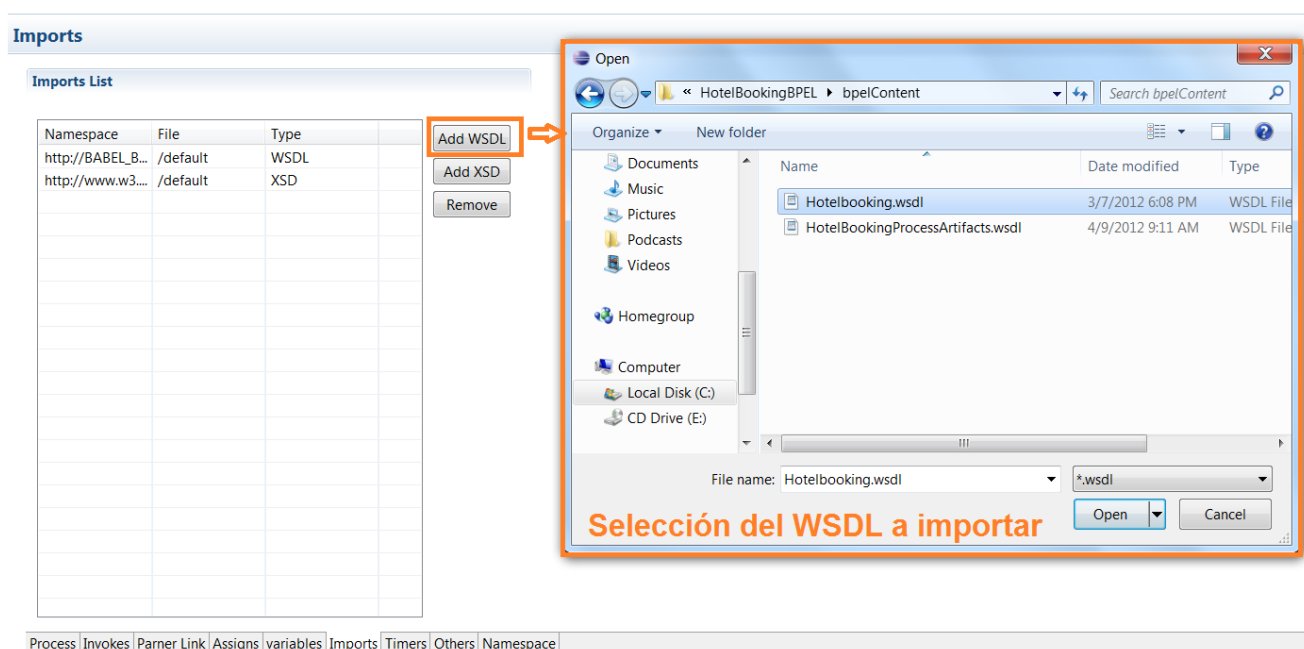 Imports
Imports List
Namespace File Type
http://BABEL_B... /default WSDL
http://www.w3.... /default XSD
Add WSDL
Add XSD
Remove
Open
« HotelBookingBPEL bpelContent
Search bpelContent
Organize New folder
Documents
Music
Pictures
Podcasts
Videos
Homegroup
Computer
Local Disk (C:)
CD Drive (E:)
Name Date modified Type
Hotelbooking.wsdl 3/7/2012 6:08 PM WSDL File
HotelBookingProcessArtifacts.wsdl 4/9/2012 9:11 AM WSDL File
File name: Hotelbooking.wsdl *.wsdl
Open Cancel
Selección del WSDL a importar
Process Invokes Parner Link Assigns variables Imports Timers Others Namespace